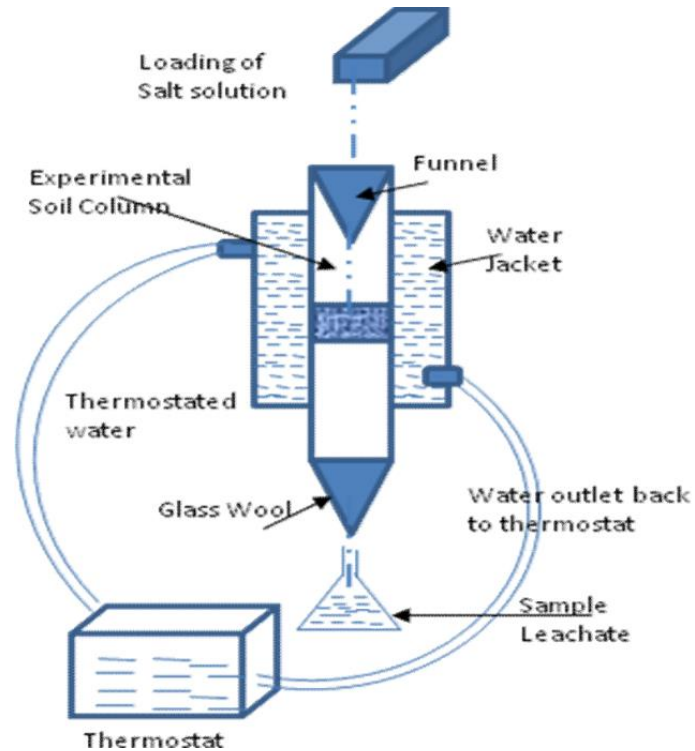 Loading of
Salt solution
Funnel
Experimental
Soil Column
Water
Jacket
Thermostated
water
Glass Wool
Water outlet back
to thermostat
Sample
Leachate
Thermostat